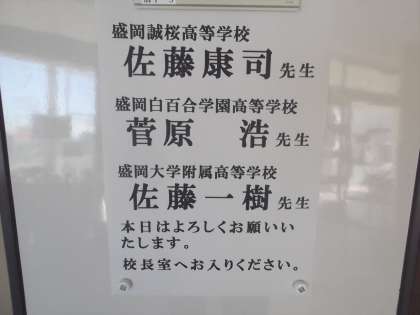 盛岡誠桜高等学校
佐藤康司先生
盛岡白百合学園高等学校
菅原　浩先生
盛岡大学附属高等学校
佐藤一樹先生
本日はよろしくお願いい
たします。
校長室へお入りください。